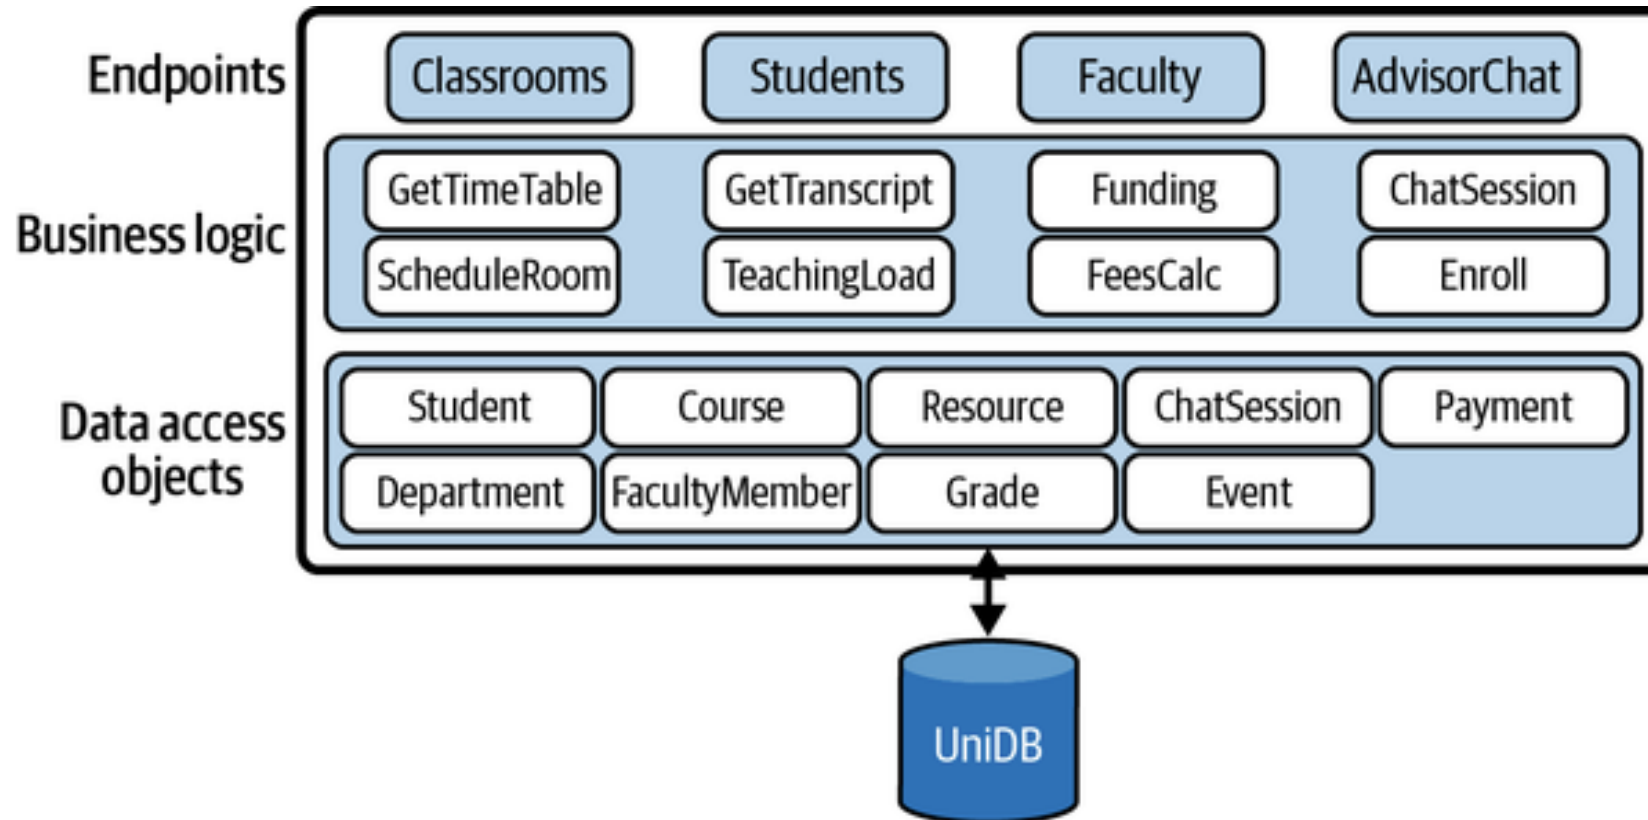 Endpoints
Classrooms
Students
Faculty
AdvisorChat
Business logic
GetTimeTable
GetTranscript
Funding
ChatSession
ScheduleRoom
TeachingLoad
FeesCalc
Enroll
Data access
objects
Student
Course
Resource
ChatSession
Payment
Department
FacultyMember
Grade
Event
UniDB